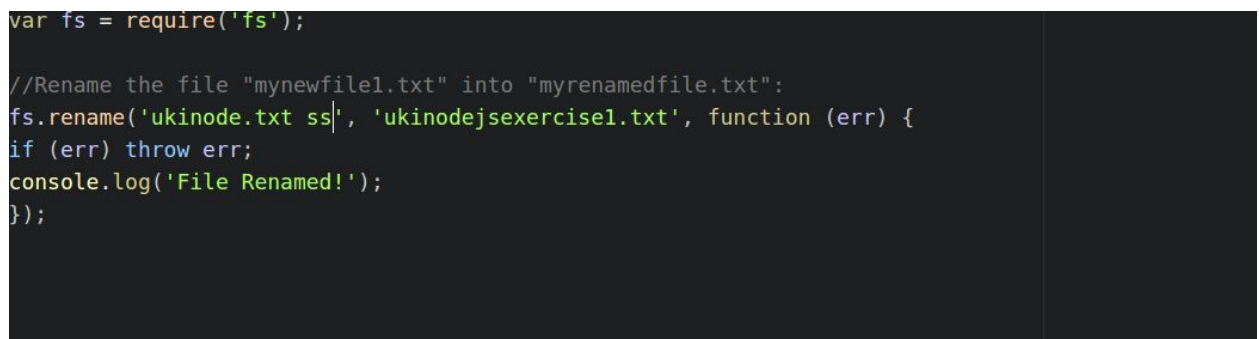 var fs = require('fs');
//Rename the file "mynewfile1.txt" into "myrenamedfile.txt":
fs.rename('ukinode.txt ss', 'ukinodejsexercise1.txt', function (err) {
if (err) throw err;
console.log('File Renamed!');
});